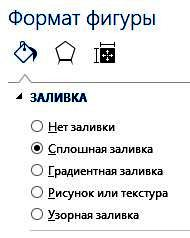 Формат фигуры
ЗАЛИВКА
Нет заливки
Сплошная заливка
Градиентная заливка
Рисунок или текстура
Узорная заливка